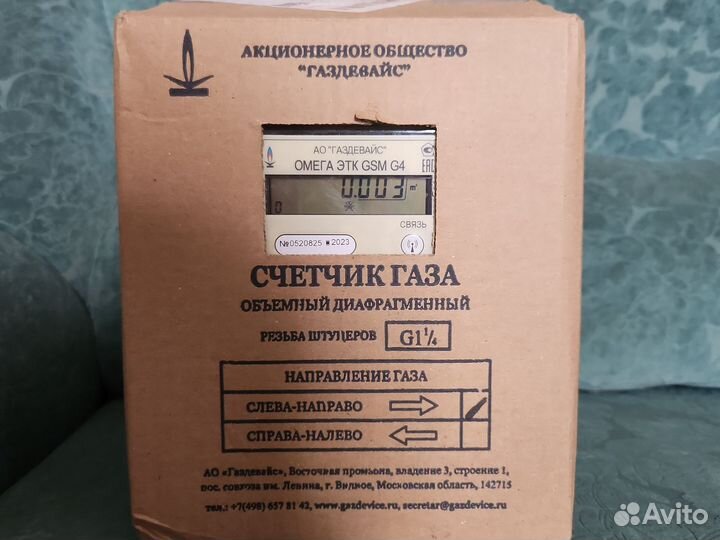 АКЦИОНЕРНОЕ ОБЩЕСТВО
"ГАЗДЕВАЙС"
АО "ГАЗДЕВАЙС"
ОМЕГА ЭТК GSM G4
EAC
0.003 m³
0
СВЯЗЬ
№0520825 2023
СЧЕТЧИК ГАЗА
ОБЪЕМНЫЙ ДИАФРАГМЕННЫЙ
РЕЗЬБА ШТУЦЕРОВ G1¼
НАПРАВЛЕНИЕ ГАЗА
СЛЕВА-НАПРАВО
СПРАВА-НАЛЕВО
АО «Газдевайс», Восточная промзона, владение 3, строение 1,
пос. совхоза им. Ленина, г. Видное, Московская область, 142715
тел.: +7(498) 657 81 42, www.gazdevice.ru, secretar@gazdevice.ru
Avito